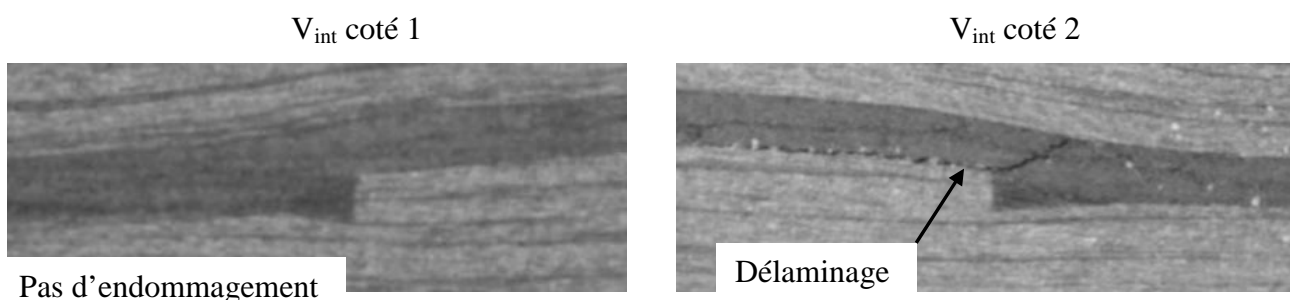 V_int coté 1
V_int coté 2
Pas d'endommagement
Délaminage